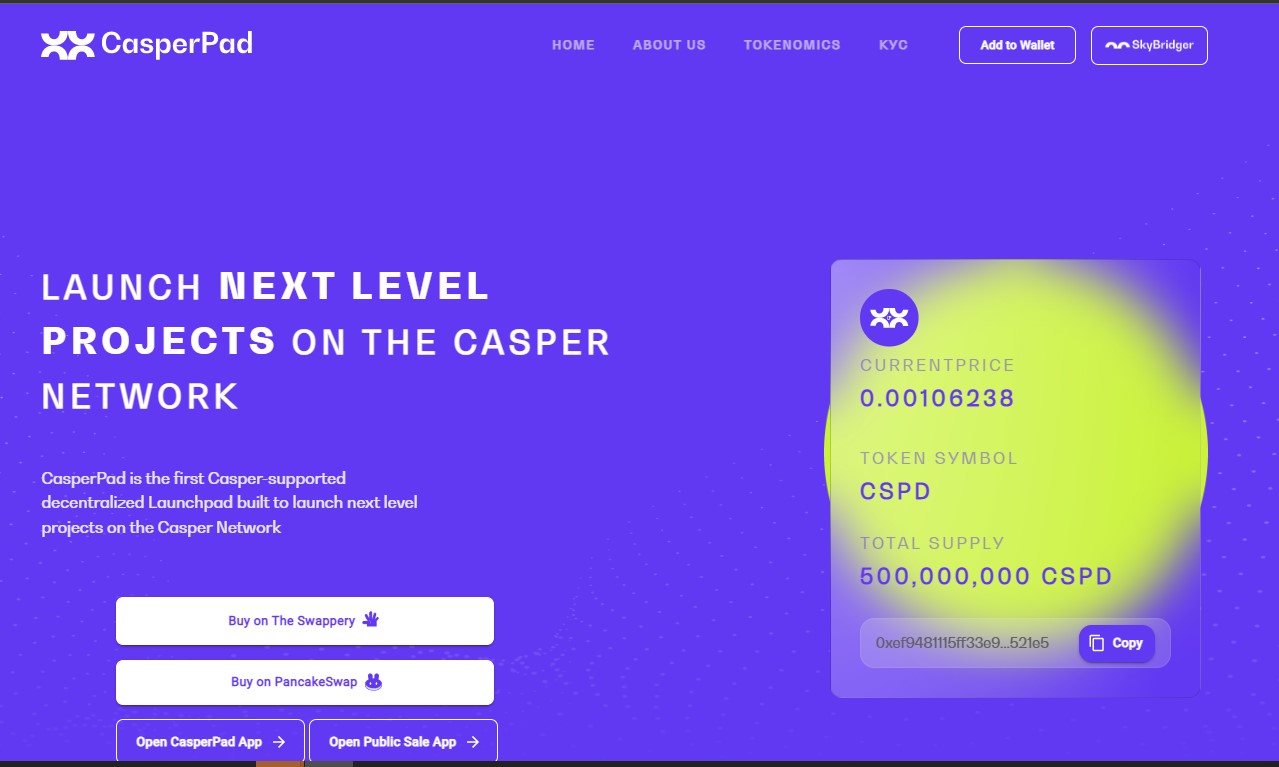 CasperPad
HOME ABOUT US TOKENOMICS KYC Add to Wallet SkyBridger
LAUNCH NEXT LEVEL
PROJECTS ON THE CASPER
NETWORK
CasperPad is the first Casper-supported
decentralized Launchpad built to launch next level
projects on the Casper Network
Buy on The Swappery
Buy on PancakeSwap
Open CasperPad App
Open Public Sale App
CURRENTPRICE
0.00106238
TOKEN SYMBOL
CSPD
TOTAL SUPPLY
500,000,000 CSPD
0xef9481115ff33e9...521e5 Copy